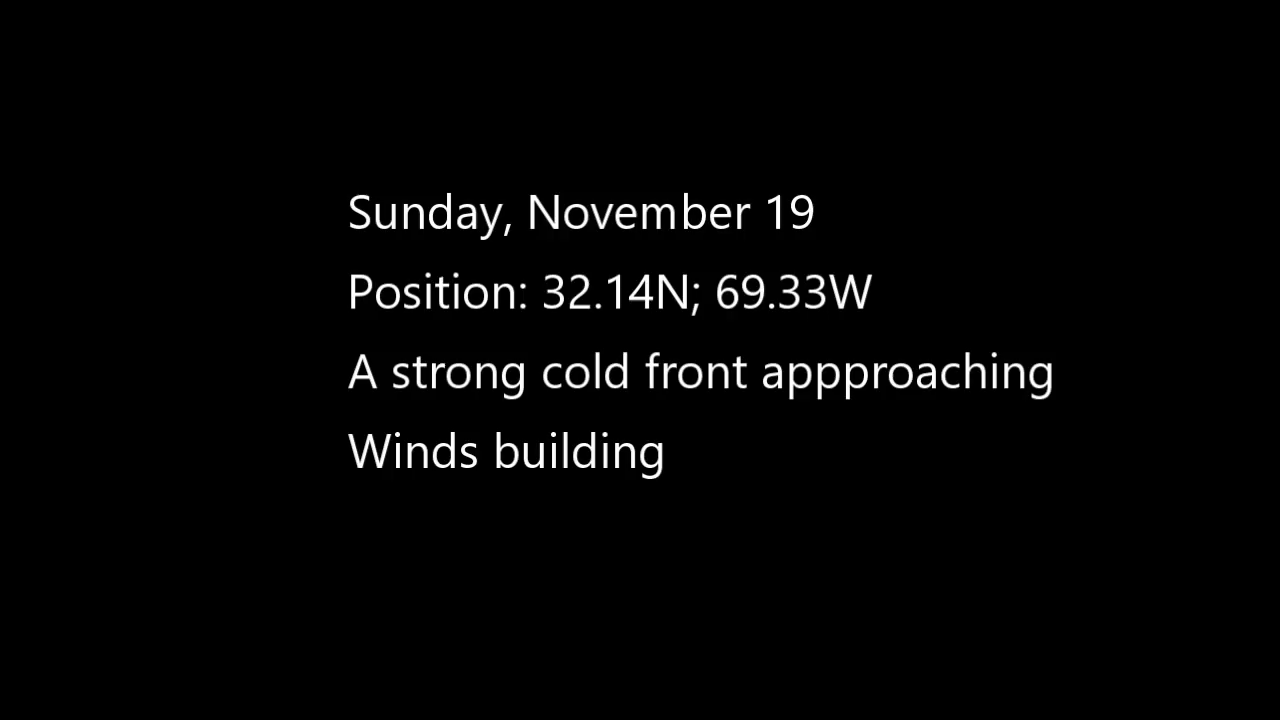 Sunday, November 19
Position: 32.14N; 69.33W
A strong cold front appproaching
Winds building